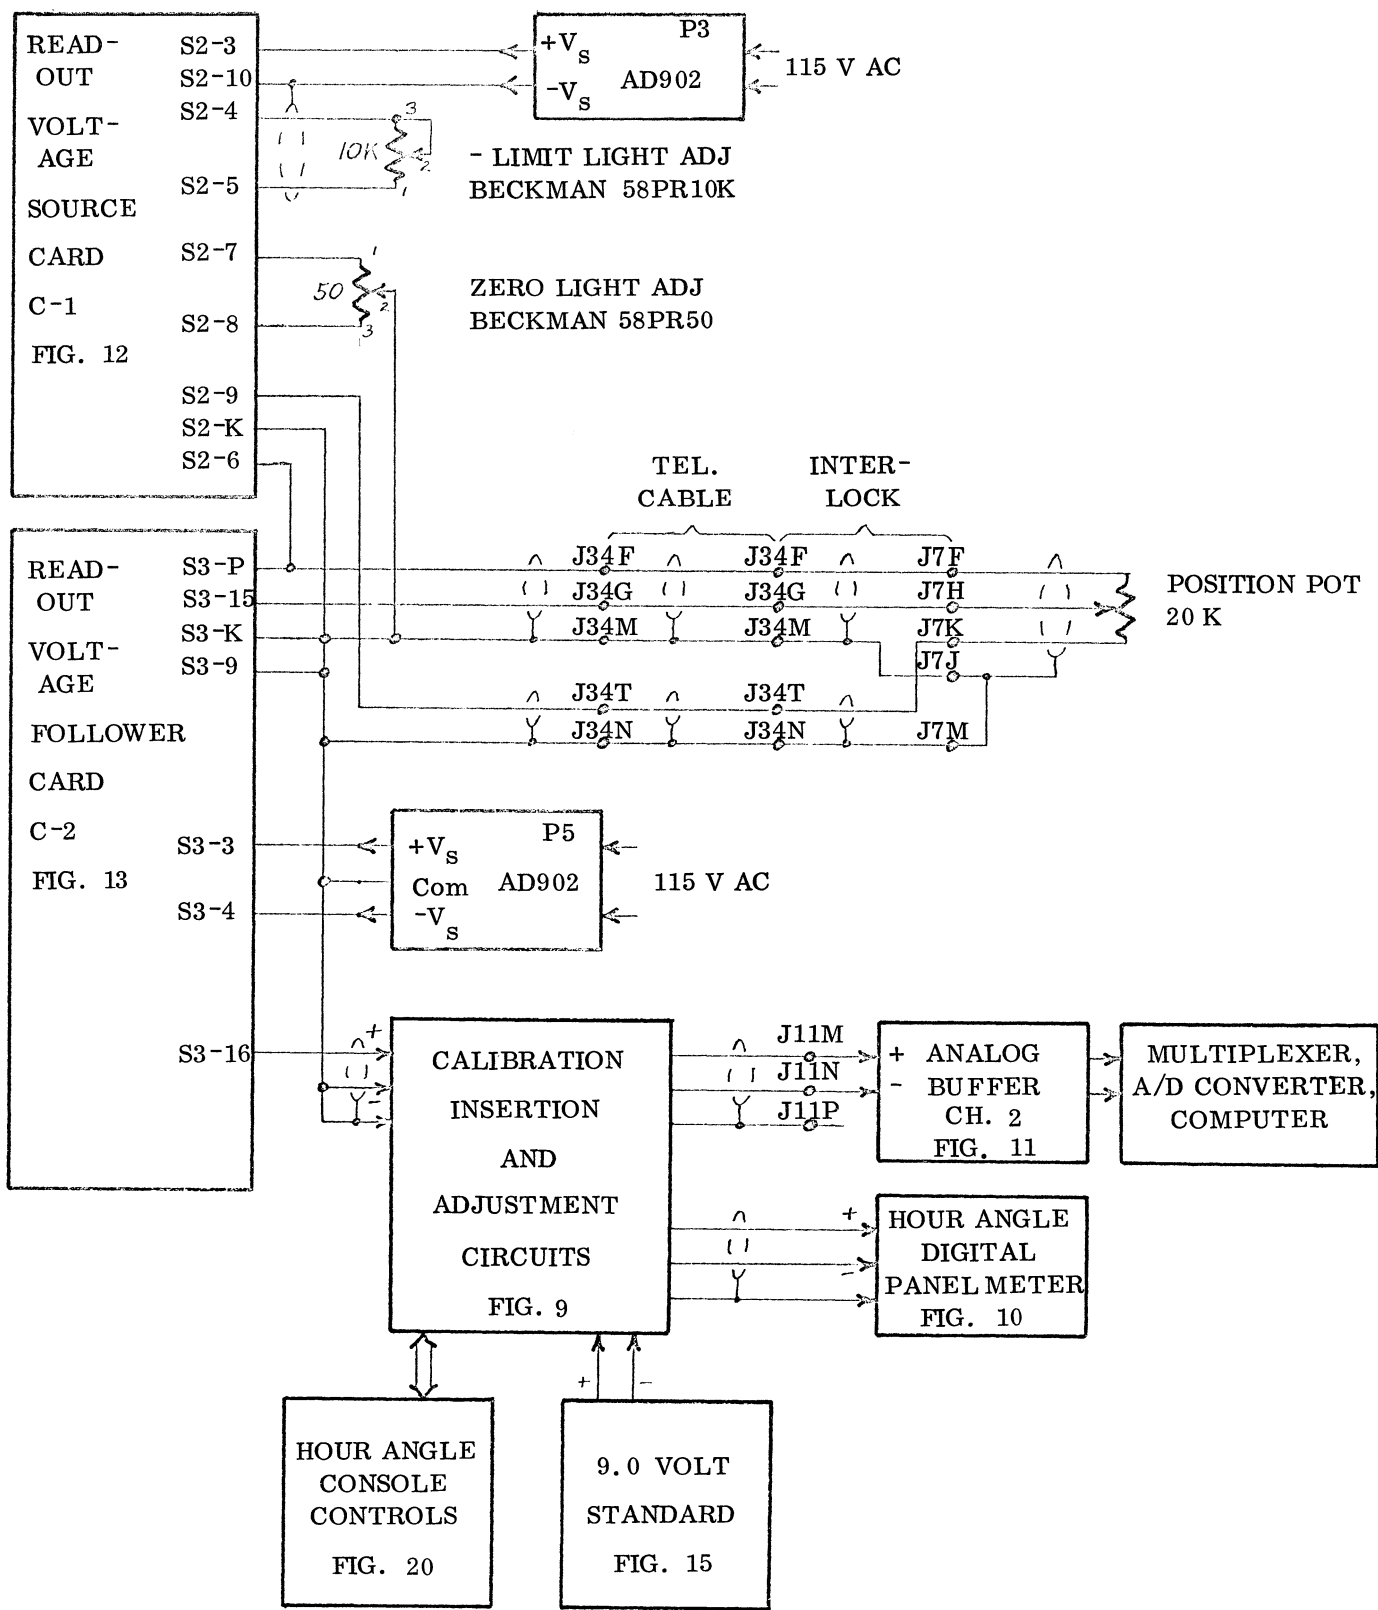 READ-
OUT
VOLT-
AGE
SOURCE
CARD
C-1
FIG. 12
S2-3
S2-10
S2-4
S2-5
S2-7
S2-8
S2-9
S2-K
S2-6
+Vs
-Vs
P3
AD902
115 V AC
10K
3
2
1
- LIMIT LIGHT ADJ
BECKMAN 58PR10K
50
1
2
3
ZERO LIGHT ADJ
BECKMAN 58PR50
TEL.
CABLE
INTER-
LOCK
READ-
OUT
VOLT-
AGE
FOLLOWER
CARD
C-2
FIG. 13
S3-P
S3-15
S3-K
S3-9
S3-3
S3-4
S3-16
J34F
J34F
J7F
J34G
J34G
J7H
J34M
J34M
J7K
J7J
J34T
J34T
J34N
J34N
J7M
POSITION POT
20 K
+Vs
Com
-Vs
P5
AD902
115 V AC
+
-
CALIBRATION
INSERTION
AND
ADJUSTMENT
CIRCUITS
FIG. 9
J11M
J11N
J11P
+ ANALOG
- BUFFER
CH. 2
FIG. 11
MULTIPLEXER,
A/D CONVERTER,
COMPUTER
+
-
HOUR ANGLE
DIGITAL
PANEL METER
FIG. 10
+
-
HOUR ANGLE
CONSOLE
CONTROLS
FIG. 20
9.0 VOLT
STANDARD
FIG. 15